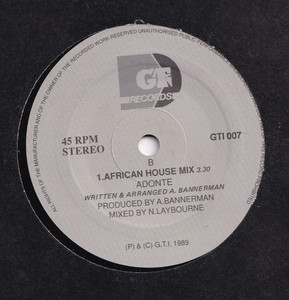 ALL RIGHTS OF THE MANUFACTURER AND OF THE OWNER OF THE RECORDED WORK RESERVED UNAUTHORISED PUBLIC
GTI
RECORDS
45 RPM
STEREO
GTI 007
B
1.AFRICAN HOUSE MIX 3.30
ADONTE
WRITTEN & ARRANGED A. BANNERMAN
PRODUCED BY A.BANNERMAN
MIXED BY N.LAYBOURNE
(P) & (C) G.T.I. 1989